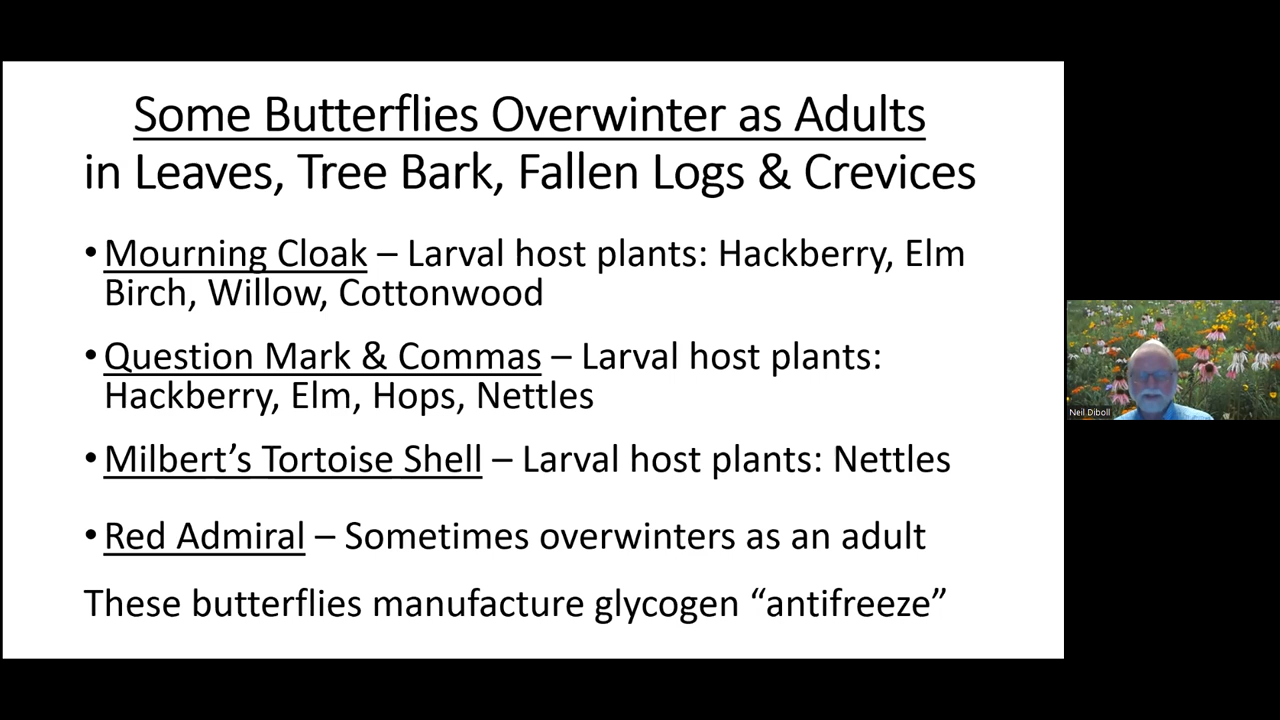 Some Butterflies Overwinter as Adults
in Leaves, Tree Bark, Fallen Logs & Crevices
• Mourning Cloak – Larval host plants: Hackberry, Elm
Birch, Willow, Cottonwood
• Question Mark & Commas – Larval host plants:
Hackberry, Elm, Hops, Nettles
• Milbert’s Tortoise Shell – Larval host plants: Nettles
• Red Admiral – Sometimes overwinters as an adult
These butterflies manufacture glycogen “antifreeze”
Neil Diboll